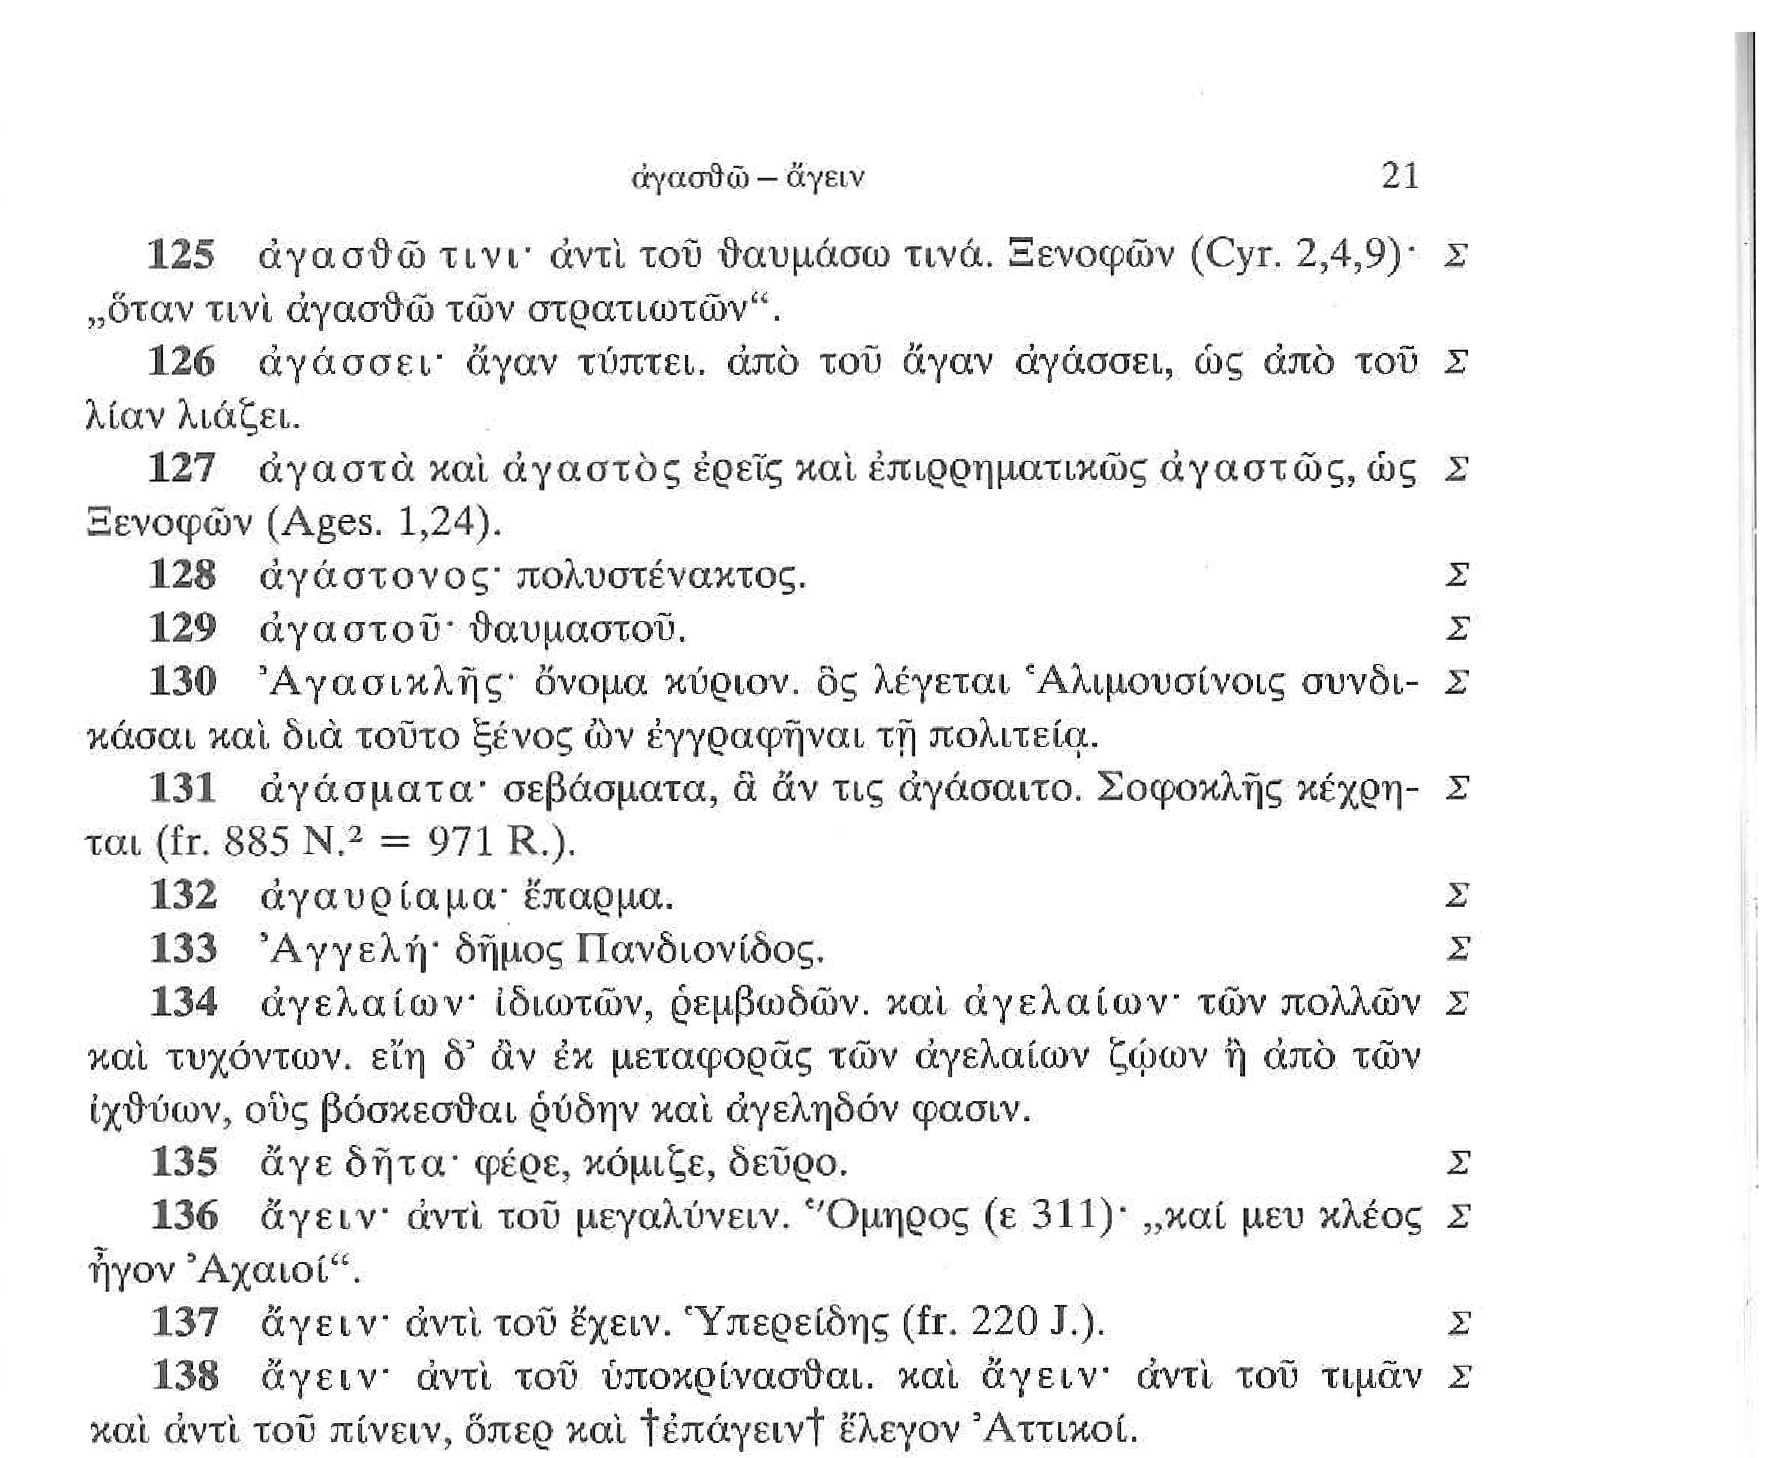 ἀγασθῶ – ἄγειν 21
125 ἀγασθῶ τινι· ἀντὶ τοῦ θαυμάσω τινά. Ξενοφῶν (Cyr. 2,4,9)· Σ
„ὅταν τινὶ ἀγασθῶ τῶν στρατιωτῶν“.
126 ἀγάσσει· ἄγαν τύπτει. ἀπὸ τοῦ ἄγαν ἀγάσσει, ὡς ἀπὸ τοῦ Σ
λίαν λιάζει.
127 ἀγαστὰ καὶ ἀγαστὸς ἐρεῖς καὶ ἐπιρρηματικῶς ἀγαστῶς, ὡς Σ
Ξενοφῶν (Ages. 1,24).
128 ἀγάστονος· πολυστένακτος. Σ
129 ἀγαστοῦ· θαυμαστοῦ. Σ
130 Ἀγασικλῆς· ὄνομα κύριον. ὃς λέγεται Ἁλιμουσίνοις συνδι- Σ
κάσαι καὶ διὰ τοῦτο ξένος ὢν ἐγγραφῆναι τῇ πολιτείᾳ.
131 ἀγάσματα· σεβάσματα, ἃ ἄν τις ἀγάσαιτο. Σοφοκλῆς κέχρη- Σ
ται (fr. 885 N.² = 971 R.).
132 ἀγαυρίαμα· ἔπαρμα. Σ
133 Ἀγγελή· δῆμος Πανδιονίδος. Σ
134 ἀγελαίων· ἰδιωτῶν, ῥεμβωδῶν. καὶ ἀγελαίων· τῶν πολλῶν Σ
καὶ τυχόντων. εἴη δ’ ἂν ἐκ μεταφορᾶς τῶν ἀγελαίων ζῴων ἢ ἀπὸ τῶν
ἰχθύων, οὓς βόσκεσθαι ῥύδην καὶ ἀγεληδόν φασιν.
135 ἄγε δῆτα· φέρε, κόμιζε, δεῦρο. Σ
136 ἄγειν· ἀντὶ τοῦ μεγαλύνειν. Ὅμηρος (ε 311)· „καί μευ κλέος Σ
ἦγον Ἀχαιοί“.
137 ἄγειν· ἀντὶ τοῦ ἔχειν. Ὑπερείδης (fr. 220 J.). Σ
138 ἄγειν· ἀντὶ τοῦ ὑποκρίνασθαι. καὶ ἄγειν· ἀντὶ τοῦ τιμᾶν Σ
καὶ ἀντὶ τοῦ πίνειν, ὅπερ καὶ †ἐπάγειν† ἔλεγον Ἀττικοί.